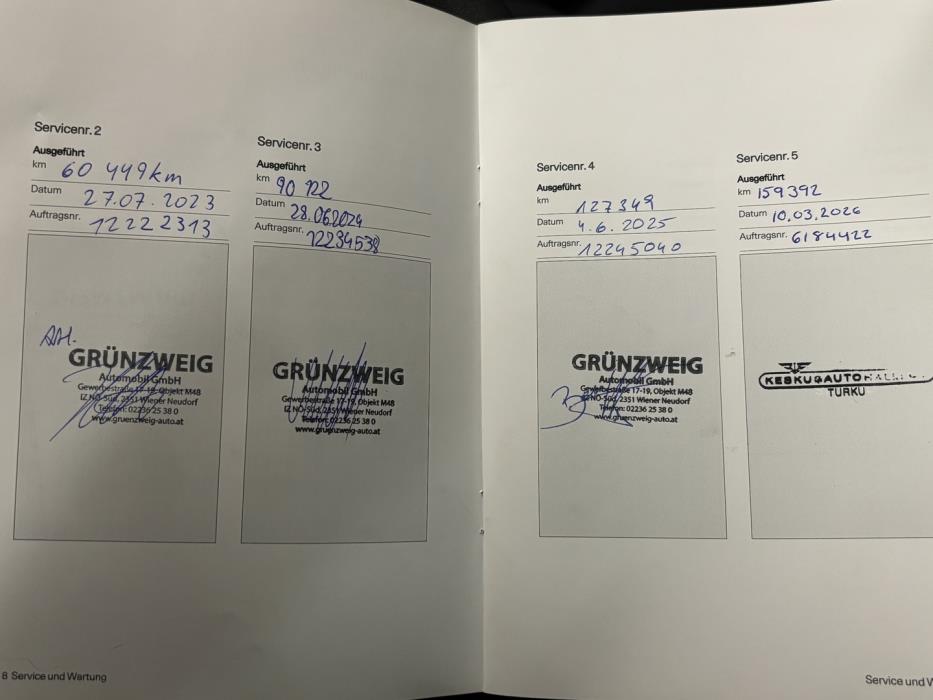 Servicenr. 2
Ausgeführt
km 60 449km
Datum 27.07.2023
Auftragsnr. 12222313
AH.
GRÜNZWEIG
Automobil GmbH
Gewerbestraße 17-19, Objekt M48
IZ NÖ-Süd, 2351 Wiener Neudorf
Telefon: 02236 25 38 0
www.gruenzweig-auto.at
Servicenr. 3
Ausgeführt
km 90 122
Datum 28.06.2024
Auftragsnr. 12234538
GRÜNZWEIG
Automobil GmbH
Gewerbestraße 17-19, Objekt M48
IZ NÖ-Süd, 2351 Wiener Neudorf
Telefon: 02236 25 38 0
www.gruenzweig-auto.at
8 Service und Wartung
Servicenr. 4
Ausgeführt
km 127349
Datum 4.6.2025
Auftragsnr. 12245040
GRÜNZWEIG
Automobil GmbH
Gewerbestraße 17-19, Objekt M48
IZ NÖ-Süd, 2351 Wiener Neudorf
Telefon: 02236 25 38 0
www.gruenzweig-auto.at
Servicenr. 5
Ausgeführt
km 159392
Datum 10.03.2026
Auftragsnr. 6184422
TURKU
Service und W